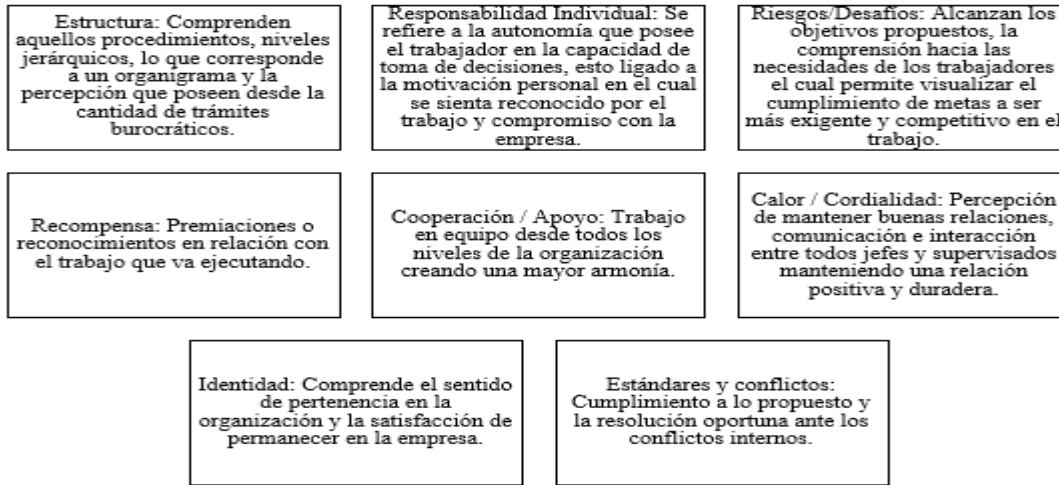 Estructura: Comprenden
aquellos procedimientos, niveles
jerárquicos, lo que corresponde
a un organigrama y la
percepción que poseen desde la
cantidad de trámites
burocráticos.
Responsabilidad Individual: Se
refiere a la autonomía que posee
el trabajador en la capacidad de
toma de decisiones, esto ligado a
la motivación personal en el cual
se sienta reconocido por el
trabajo y compromiso con la
empresa.
Riesgos/Desafíos: Alcanzan los
objetivos propuestos, la
comprensión hacia las
necesidades de los trabajadores
el cual permite visualizar el
cumplimiento de metas a ser
más exigente y competitivo en el
trabajo.
Recompensa: Premiaciones o
reconocimientos en relación con
el trabajo que va ejecutando.
Cooperación / Apoyo: Trabajo
en equipo desde todos los
niveles de la organización
creando una mayor armonía.
Calor / Cordialidad: Percepción
de mantener buenas relaciones,
comunicación e interacción
entre todos jefes y supervisados
manteniendo una relación
positiva y duradera.
Identidad: Comprende el sentido
de pertenencia en la
organización y la satisfacción de
permanecer en la empresa.
Estándares y conflictos:
Cumplimiento a lo propuesto y
la resolución oportuna ante los
conflictos internos.